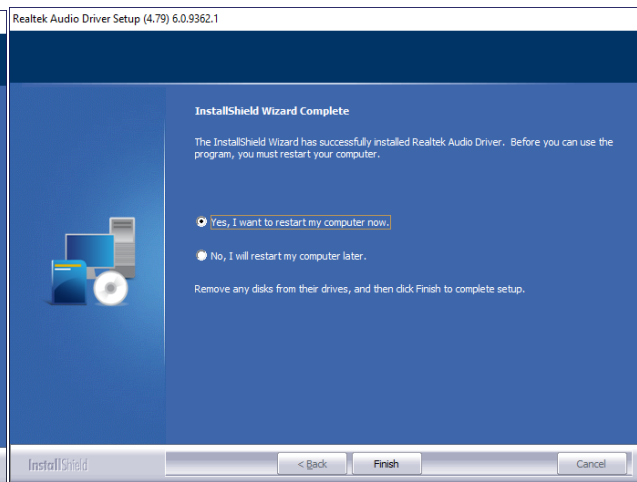 Realtek Audio Driver Setup (4.79) 6.0.9362.1
InstallShield Wizard Complete
The InstallShield Wizard has successfully installed Realtek Audio Driver. Before you can use the
program, you must restart your computer.
Yes, I want to restart my computer now.
No, I will restart my computer later.
Remove any disks from their drives, and then click Finish to complete setup.
InstallShield
< Back
Finish
Cancel